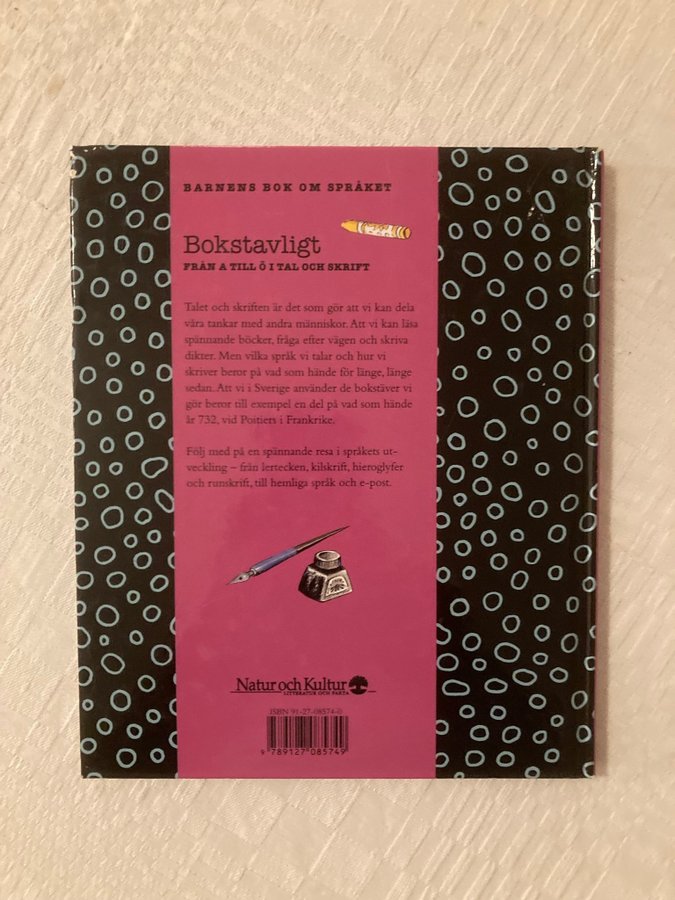 BARNENS BOK OM SPRÅKET
Bokstavligt
FRÅN A TILL Ö I TAL OCH SKRIFT
Talet och skriften är det som gör att vi kan dela
våra tankar med andra människor. Att vi kan läsa
spännande böcker, fråga efter vägen och skriva
dikter. Men vilka språk vi talar och hur vi
skriver beror på vad som hände för länge, länge
sedan. Att vi i Sverige använder de bokstäver vi
gör beror till exempel en del på vad som hände
år 732, vid Poitiers i Frankrike.
Följ med på en spännande resa i språkets ut-
veckling – från lertecken, kilskrift, hieroglyfer
och runskrift, till hemliga språk och e-post.
Natur och Kultur
LITTERATUR OCH FAKTA
ISBN 91-27-08574-0
9 789127 085749